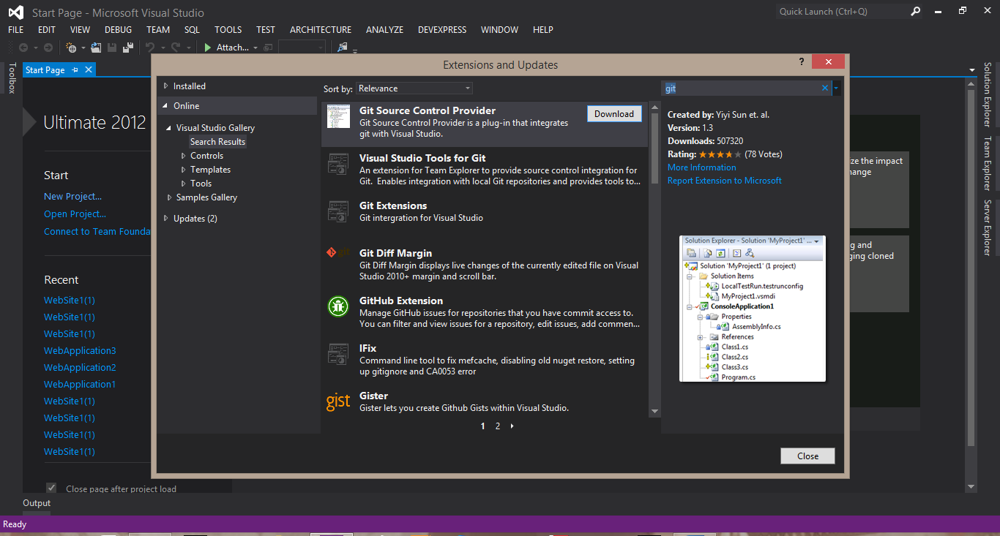 Start Page - Microsoft Visual Studio
Quick Launch (Ctrl+Q)
FILE EDIT VIEW DEBUG TEAM SQL TOOLS TEST ARCHITECTURE ANALYZE DEVEXPRESS WINDOW HELP
Attach...
Toolbox
Start Page
Ultimate 2012
Start
New Project...
Open Project...
Connect to Team Founda
Recent
WebSite1(1)
WebSite1(1)
WebSite1(1)
WebApplication3
WebApplication2
WebApplication1
WebSite1(1)
WebSite1(1)
WebSite1(1)
WebSite1(1)
Close page after project load
Extensions and Updates
?
Installed
Online
Visual Studio Gallery
Search Results
Controls
Templates
Tools
Samples Gallery
Updates (2)
Sort by: Relevance
Git Source Control Provider
Git Source Control Provider is a plug-in that integrates
git with Visual Studio.
Download
Visual Studio Tools for Git
An extension for Team Explorer to provide source control integration for
Git. Enables integration with local Git repositories and provides tools to...
Git Extensions
Git intergration for Visual Studio
git
Git Diff Margin
Git Diff Margin displays live changes of the currently edited file on Visual
Studio 2010+ margin and scroll bar.
GitHub Extension
Manage GitHub issues for repositories that you have commit access to.
You can filter and view issues for a repository, edit issues, add commen...
IFix
Command line tool to fix mefcache, disabling old nuget restore, setting
up gitignore and CA0053 error
gist
Gister
Gister lets you create Github Gists within Visual Studio.
1 2
git
Created by: Yiyi Sun et. al.
Version: 1.3
Downloads: 507320
Rating: (78 Votes)
More Information
Report Extension to Microsoft
Solution Explorer - Solution 'MyProject1' ...
Solution 'MyProject1' (1 project)
Solution Items
LocalTestRun.testrunconfig
MyProject1.vsmdi
ConsoleApplication1
Properties
AssemblyInfo.cs
References
Class1.cs
Class2.cs
Class3.cs
Program.cs
Close
ze the impact
hange
g and
ging cloned
Solution Explorer
Team Explorer
Server Explorer
Output
Ready